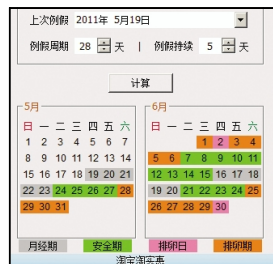 上次例假 2011年 5月19日
例假周期 28 天 | 例假持续 5 天
计算
5月 6月
日 一 二 三 四 五 六 日 一 二 三 四 五 六
1 2 3 4 5 6 7 1 2 3 4
8 9 10 11 12 13 14 5 6 7 8 9 10 11
15 16 17 18 19 20 21 12 13 14 15 16 17 18
22 23 24 25 26 27 28 19 20 21 22 23 24 25
29 30 31 26 27 28 29 30
月经期 安全期 排卵日 排卵期
淘宝淘实惠